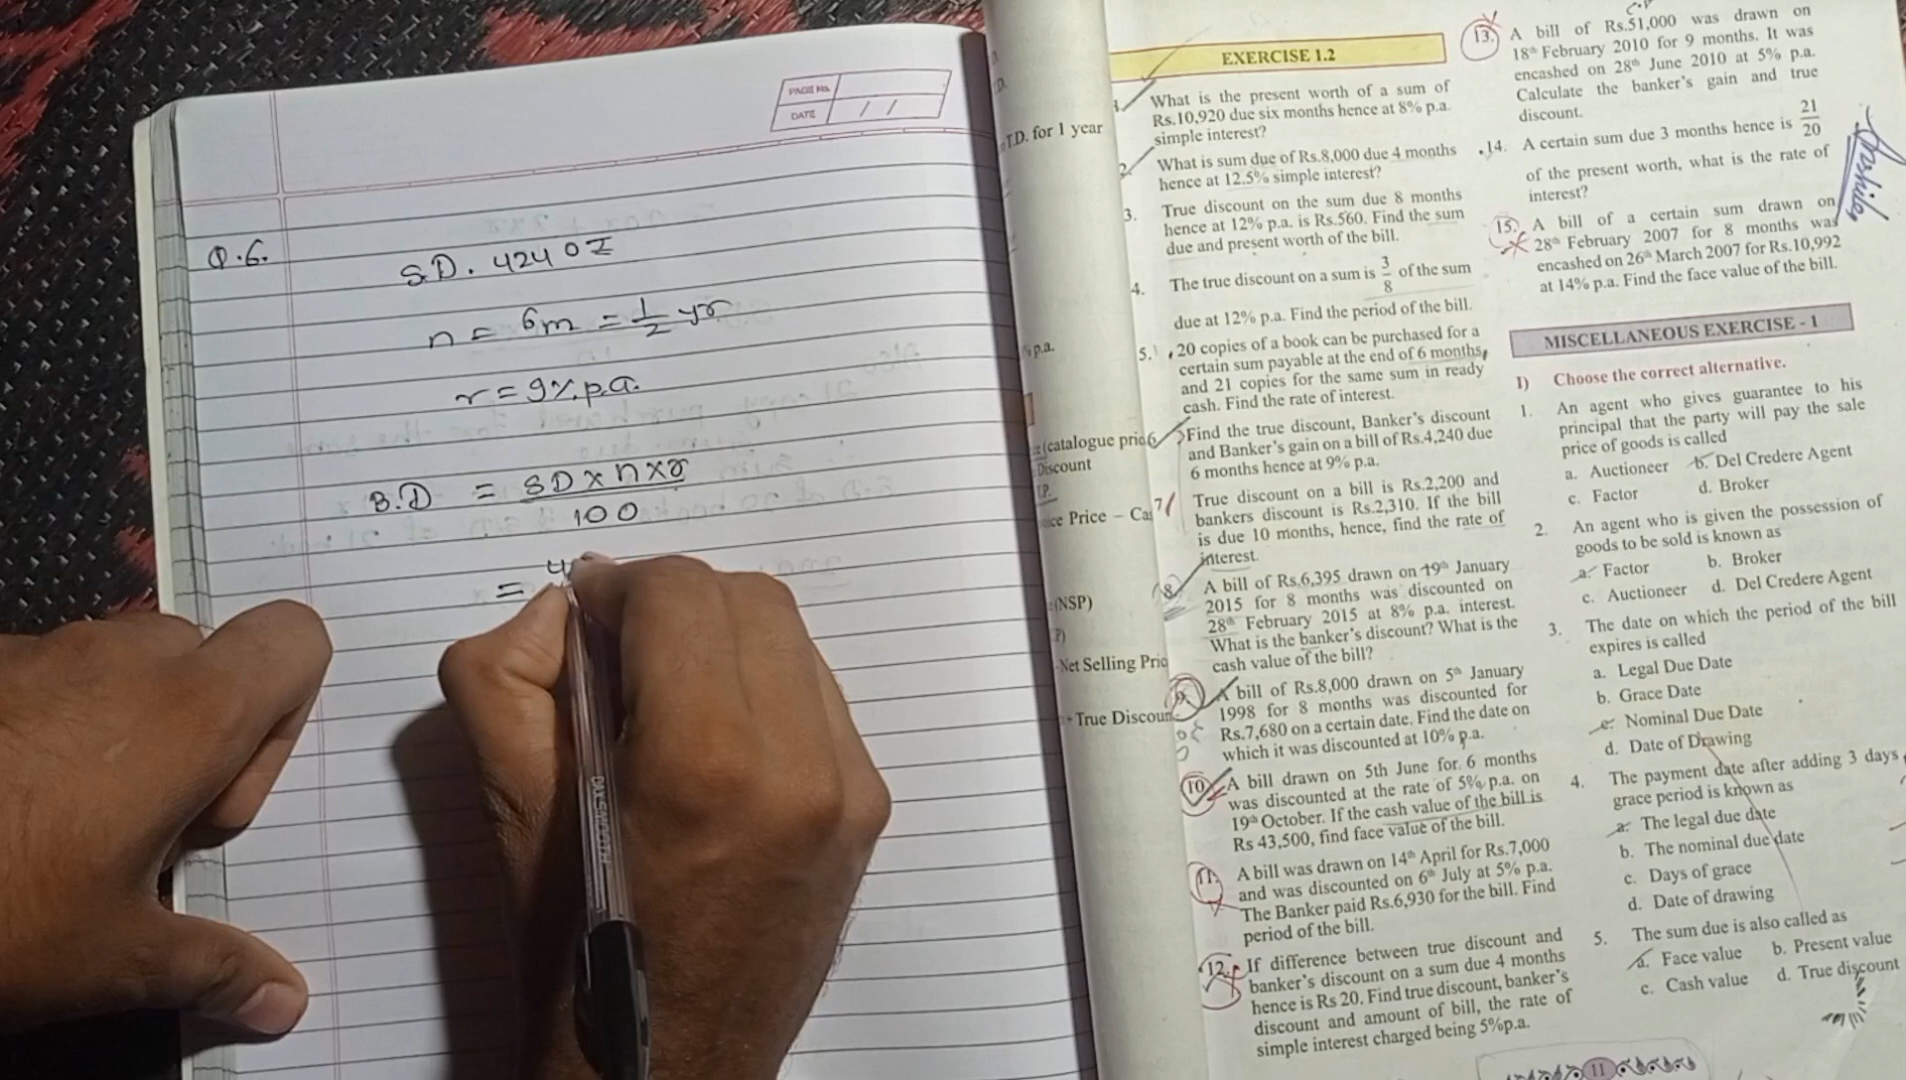 PAGE No.
DATE / /
Q.6.
S.D. 4240
n = 6m = 1/2 yr
r = 9%.p.a.
B.D = SD x n x r
100
= 4
T.D. for 1 year
p.a.
(catalogue pric
Discount
ce Price – Ca
(NSP)
Net Selling Pric
+ True Discoun
EXERCISE 1.2
What is the present worth of a sum of
Rs.10,920 due six months hence at 8% p.a.
simple interest?
2. What is sum due of Rs.8,000 due 4 months
hence at 12.5% simple interest?
3. True discount on the sum due 8 months
hence at 12% p.a. is Rs.560. Find the sum
due and present worth of the bill.
4. The true discount on a sum is 3/8 of the sum
due at 12% p.a. Find the period of the bill.
5. 20 copies of a book can be purchased for a
certain sum payable at the end of 6 months,
and 21 copies for the same sum in ready
cash. Find the rate of interest.
6 Find the true discount, Banker's discount
and Banker's gain on a bill of Rs.4,240 due
6 months hence at 9% p.a.
7 True discount on a bill is Rs.2,200 and
bankers discount is Rs.2,310. If the bill
is due 10 months, hence, find the rate of
interest.
8 A bill of Rs.6,395 drawn on 19th January
2015 for 8 months was discounted on
28th February 2015 at 8% p.a. interest.
What is the banker's discount? What is the
cash value of the bill?
9 A bill of Rs.8,000 drawn on 5th January
1998 for 8 months was discounted for
Rs.7,680 on a certain date. Find the date on
which it was discounted at 10% p.a.
10 A bill drawn on 5th June for 6 months
was discounted at the rate of 5% p.a. on
19th October. If the cash value of the bill is
Rs 43,500, find face value of the bill.
11. A bill was drawn on 14th April for Rs.7,000
and was discounted on 6th July at 5% p.a.
The Banker paid Rs.6,930 for the bill. Find
period of the bill.
12. If difference between true discount and
banker's discount on a sum due 4 months
hence is Rs 20. Find true discount, banker's
discount and amount of bill, the rate of
simple interest charged being 5%p.a.
13. A bill of Rs.51,000 was drawn on
18th February 2010 for 9 months. It was
encashed on 28th June 2010 at 5% p.a.
Calculate the banker's gain and true
discount.
14. A certain sum due 3 months hence is 21/20
of the present worth, what is the rate of
interest?
15. A bill of a certain sum drawn on
28th February 2007 for 8 months was
encashed on 26th March 2007 for Rs.10,992
at 14% p.a. Find the face value of the bill.
MISCELLANEOUS EXERCISE - 1
I) Choose the correct alternative.
1. An agent who gives guarantee to his
principal that the party will pay the sale
price of goods is called
a. Auctioneer b. Del Credere Agent
c. Factor d. Broker
2. An agent who is given the possession of
goods to be sold is known as
a. Factor b. Broker
c. Auctioneer d. Del Credere Agent
3. The date on which the period of the bill
expires is called
a. Legal Due Date
b. Grace Date
c. Nominal Due Date
d. Date of Drawing
4. The payment date after adding 3 days
grace period is known as
a. The legal due date
b. The nominal due date
c. Days of grace
d. Date of drawing
5. The sum due is also called as
a. Face value b. Present value
c. Cash value d. True discount
11